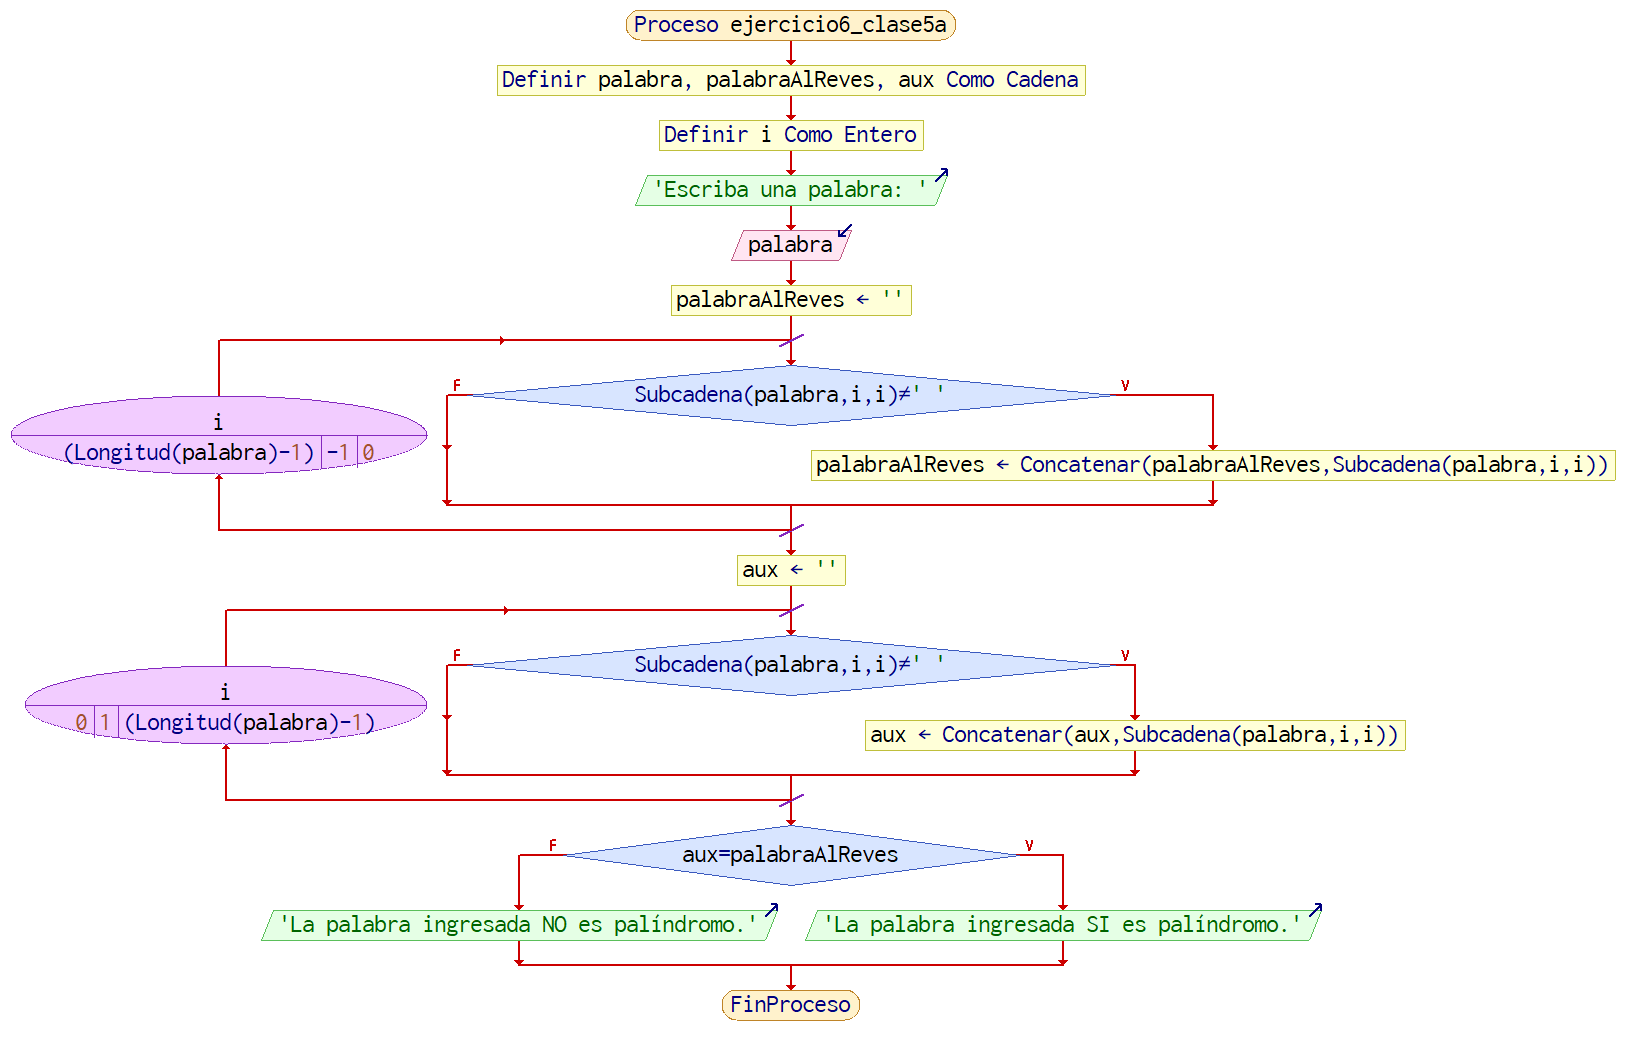 Proceso ejercicio6_clase5a
Definir palabra, palabraAlReves, aux Como Cadena
Definir i Como Entero
'Escriba una palabra: '
palabra
palabraAlReves ← ''
F
Subcadena(palabra,i,i)≠' '
V
i
(Longitud(palabra)-1) -1 0
palabraAlReves ← Concatenar(palabraAlReves,Subcadena(palabra,i,i))
aux ← ''
F
Subcadena(palabra,i,i)≠' '
V
i
0 1 (Longitud(palabra)-1)
aux ← Concatenar(aux,Subcadena(palabra,i,i))
F
aux=palabraAlReves
V
'La palabra ingresada NO es palíndromo.'
'La palabra ingresada SI es palíndromo.'
FinProceso